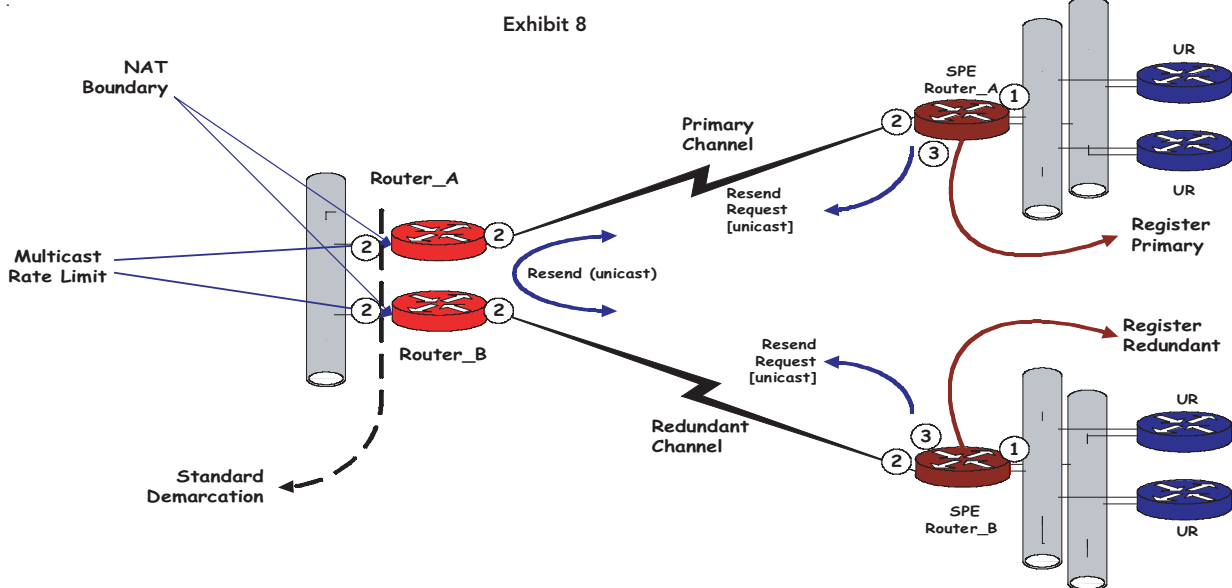 Exhibit 8
NAT
Boundary
Multicast
Rate Limit
Standard
Demarcation
Router_A
2
2
2
2
Router_B
Resend (unicast)
Primary
Channel
Redundant
Channel
Resend
Request
[unicast]
Resend
Request
[unicast]
SPE
Router_A
1
2
3
UR
UR
Register
Primary
Register
Redundant
3
2
1
SPE
Router_B
UR
UR